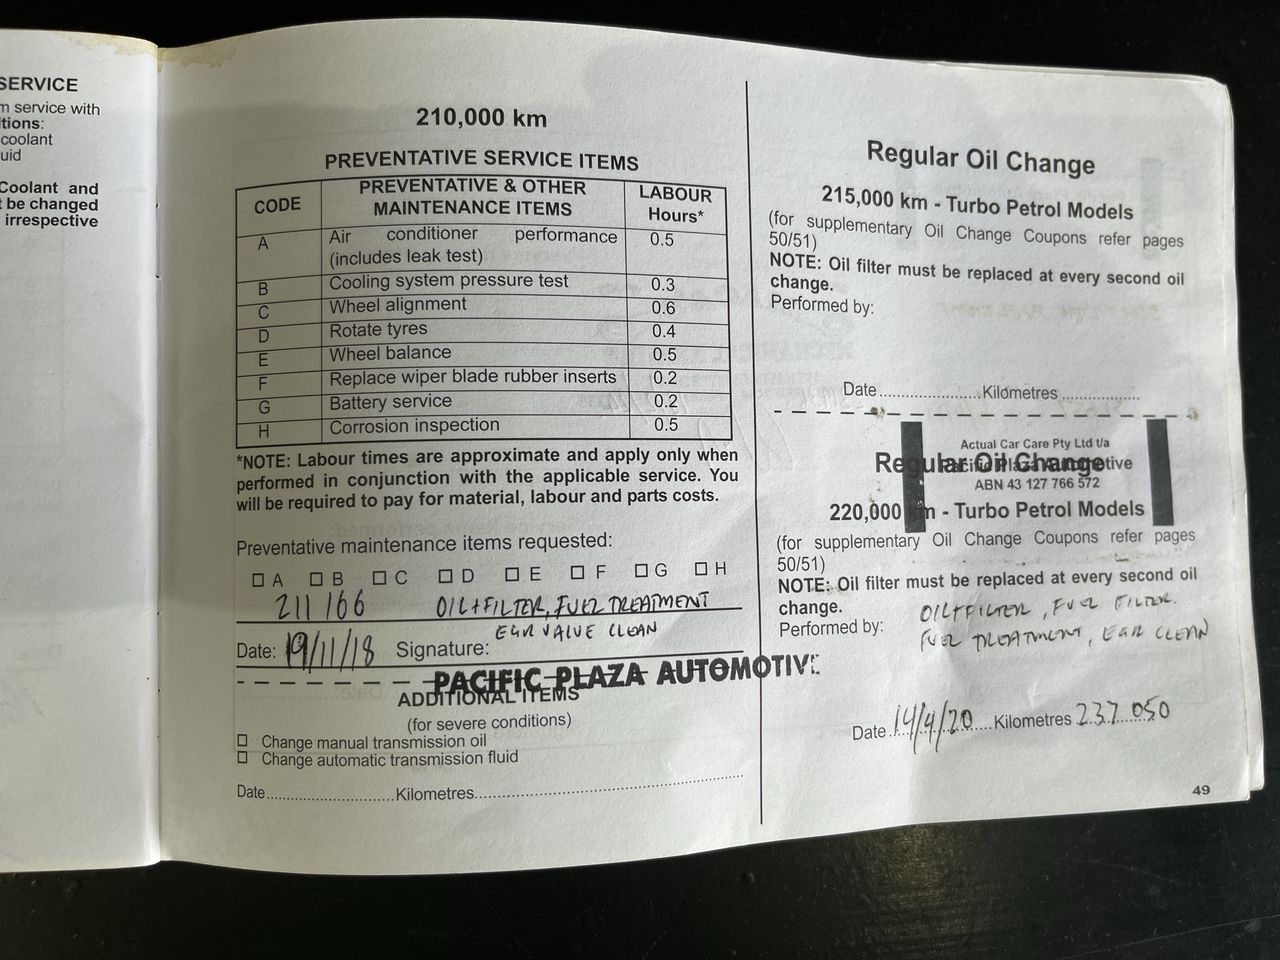 SERVICE
m service with
tions:
coolant
uid
Coolant and
t be changed
irrespective
210,000 km
PREVENTATIVE SERVICE ITEMS
CODE PREVENTATIVE & OTHER MAINTENANCE ITEMS LABOUR Hours*
A Air conditioner performance (includes leak test) 0.5
B Cooling system pressure test 0.3
C Wheel alignment 0.6
D Rotate tyres 0.4
E Wheel balance 0.5
F Replace wiper blade rubber inserts 0.2
G Battery service 0.2
H Corrosion inspection 0.5
*NOTE: Labour times are approximate and apply only when
performed in conjunction with the applicable service. You
will be required to pay for material, labour and parts costs.
Preventative maintenance items requested:
A B C D E F G H
211 166 OIL+FILTER, FUEL TREATMENT
EGR VALVE CLEAN
Date: 19/11/18 Signature:
PACIFIC PLAZA AUTOMOTIVE
ADDITIONAL ITEMS
(for severe conditions)
Change manual transmission oil
Change automatic transmission fluid
Date..............................Kilometres..............................
Regular Oil Change
215,000 km - Turbo Petrol Models
(for supplementary Oil Change Coupons refer pages
50/51)
NOTE: Oil filter must be replaced at every second oil
change.
Performed by:
Date......................Kilometres..................
Actual Car Care Pty Ltd t/a
Pacific Plaza Automotive
ABN 43 127 766 572
Regular Oil Change
220,000 km - Turbo Petrol Models
(for supplementary Oil Change Coupons refer pages
50/51)
NOTE: Oil filter must be replaced at every second oil
change.
OIL+FILTER, FUEL FILTER.
Performed by:
FUEL TREATMENT, EGR CLEAN
Date 14/4/20 Kilometres 237 050
49